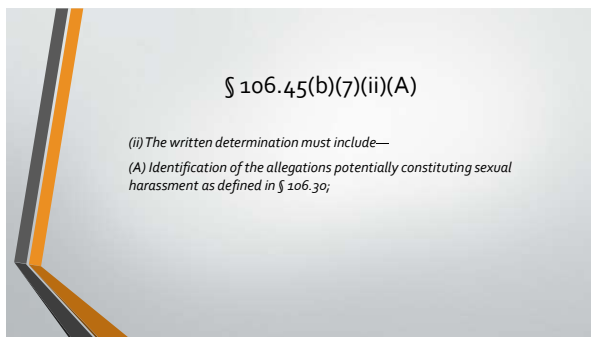 § 106.45(b)(7)(ii)(A)
(ii) The written determination must include—
(A) Identification of the allegations potentially constituting sexual
harassment as defined in § 106.30;